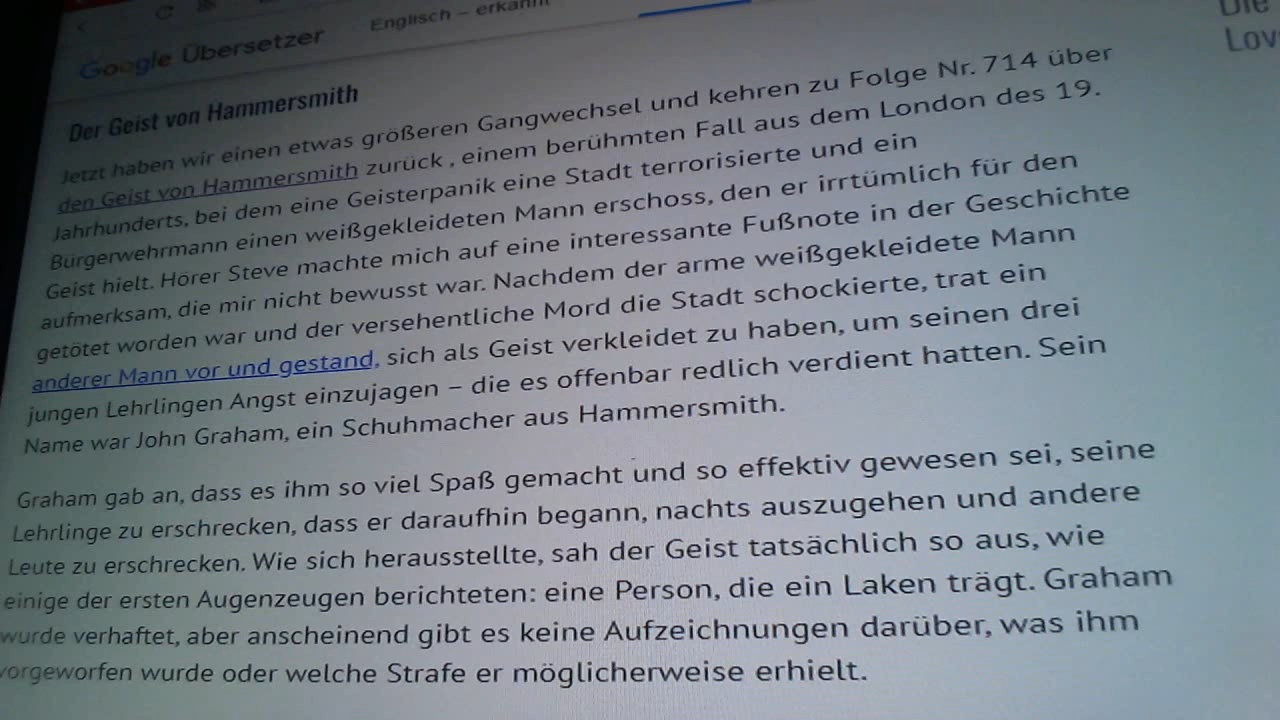 Google Übersetzer
Englisch – erkannt
Die
Lov
Der Geist von Hammersmith
Jetzt haben wir einen etwas größeren Gangwechsel und kehren zu Folge Nr. 714 über
den Geist von Hammersmith zurück , einem berühmten Fall aus dem London des 19.
Jahrhunderts, bei dem eine Geisterpanik eine Stadt terrorisierte und ein
Bürgerwehrmann einen weißgekleideten Mann erschoss, den er irrtümlich für den
Geist hielt. Hörer Steve machte mich auf eine interessante Fußnote in der Geschichte
aufmerksam, die mir nicht bewusst war. Nachdem der arme weißgekleidete Mann
getötet worden war und der versehentliche Mord die Stadt schockierte, trat ein
anderer Mann vor und gestand, sich als Geist verkleidet zu haben, um seinen drei
jungen Lehrlingen Angst einzujagen – die es offenbar redlich verdient hatten. Sein
Name war John Graham, ein Schuhmacher aus Hammersmith.
Graham gab an, dass es ihm so viel Spaß gemacht und so effektiv gewesen sei, seine
Lehrlinge zu erschrecken, dass er daraufhin begann, nachts auszugehen und andere
Leute zu erschrecken. Wie sich herausstellte, sah der Geist tatsächlich so aus, wie
einige der ersten Augenzeugen berichteten: eine Person, die ein Laken trägt. Graham
wurde verhaftet, aber anscheinend gibt es keine Aufzeichnungen darüber, was ihm
vorgeworfen wurde oder welche Strafe er möglicherweise erhielt.